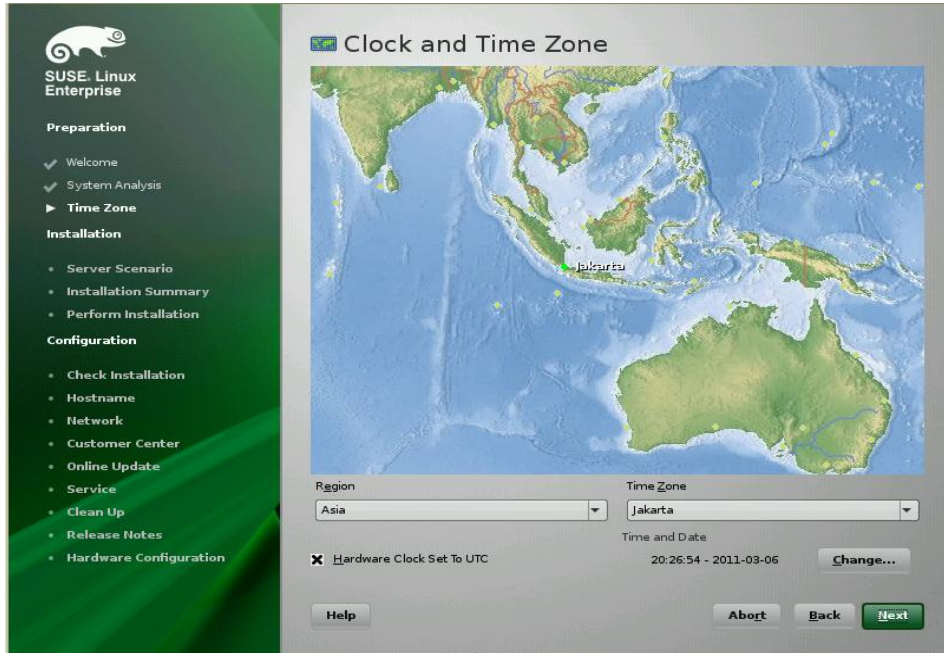 SUSE. Linux
Enterprise
Preparation
Welcome
System Analysis
Time Zone
Installation
Server Scenario
Installation Summary
Perform Installation
Configuration
Check Installation
Hostname
Network
Customer Center
Online Update
Service
Clean Up
Release Notes
Hardware Configuration
Clock and Time Zone
Jakarta
Region
Time Zone
Asia
Jakarta
Time and Date
Hardware Clock Set To UTC
20:26:54 - 2011-03-06
Change...
Help
Abort
Back
Next